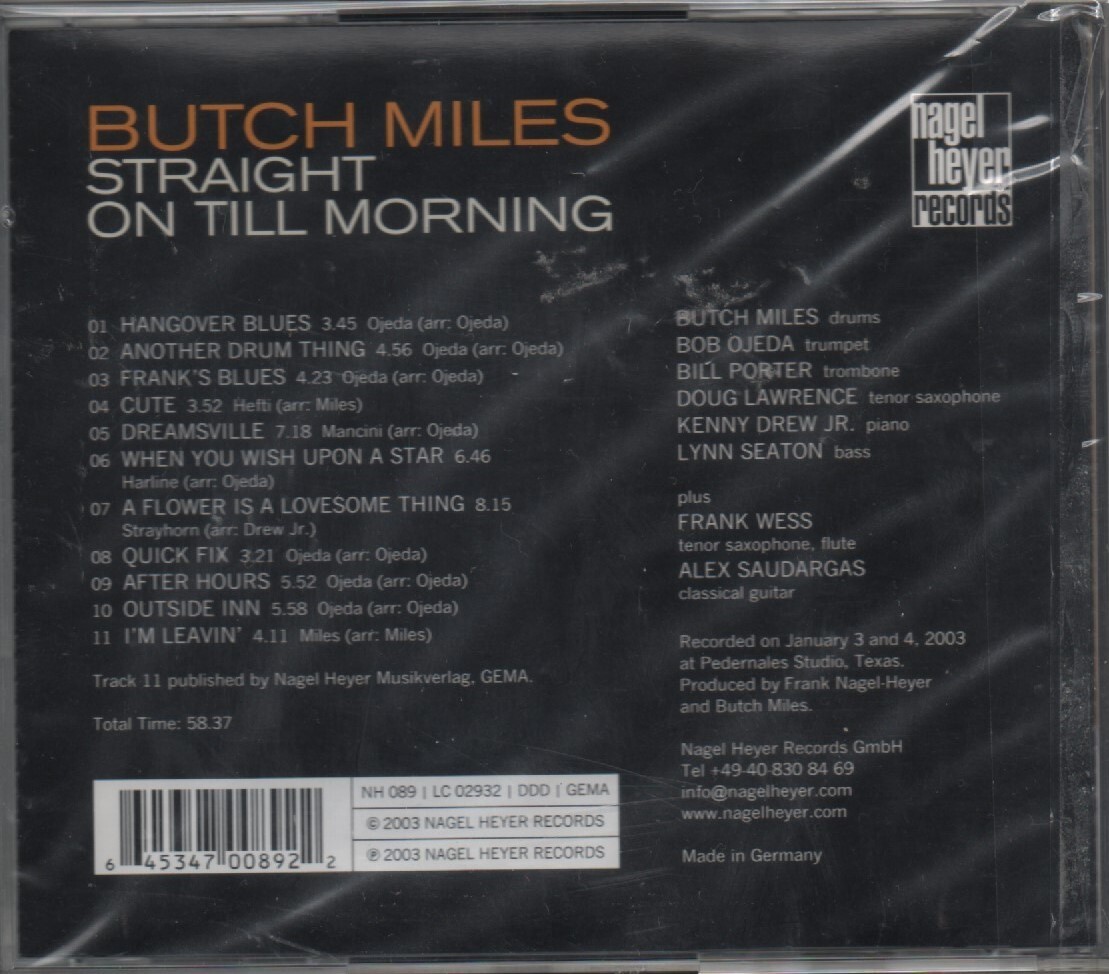 BUTCH MILES
STRAIGHT
ON TILL MORNING
nagel
heyer
records
01 HANGOVER BLUES 3.45 Ojeda (arr: Ojeda)
02 ANOTHER DRUM THING 4.56 Ojeda (arr: Ojeda)
03 FRANK'S BLUES 4.23 Ojeda (arr: Ojeda)
04 CUTE 3.52 Hefti (arr: Miles)
05 DREAMSVILLE 7.18 Mancini (arr: Ojeda)
06 WHEN YOU WISH UPON A STAR 6.46
Harline (arr: Ojeda)
07 A FLOWER IS A LOVESOME THING 8.15
Strayhorn (arr: Drew Jr.)
08 QUICK FIX 3.21 Ojeda (arr: Ojeda)
09 AFTER HOURS 5.52 Ojeda (arr: Ojeda)
10 OUTSIDE INN 5.58 Ojeda (arr: Ojeda)
11 I'M LEAVIN' 4.11 Miles (arr: Miles)
Track 11 published by Nagel Heyer Musikverlag, GEMA.
Total Time: 58.37
BUTCH MILES drums
BOB OJEDA trumpet
BILL PORTER trombone
DOUG LAWRENCE tenor saxophone
KENNY DREW JR. piano
LYNN SEATON bass
plus
FRANK WESS
tenor saxophone, flute
ALEX SAUDARGAS
classical guitar
Recorded on January 3 and 4, 2003
at Pedernales Studio, Texas.
Produced by Frank Nagel-Heyer
and Butch Miles.
Nagel Heyer Records GmbH
Tel +49 40 830 84 69
info@nagelheyer.com
www.nagelheyer.com
Made in Germany
NH 089 | LC 02932 | DDD | GEMA
© 2003 NAGEL HEYER RECORDS
℗ 2003 NAGEL HEYER RECORDS
6 45347 00892 2